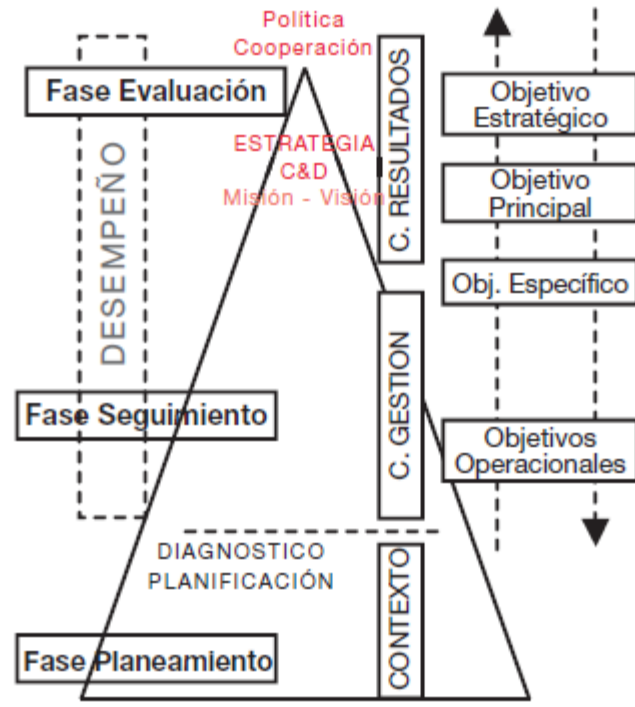 Política
Cooperación
Fase Evaluación
DESEMPEÑO
ESTRATEGIA
C&D
Misión - Visión
C. RESULTADOS
Objetivo
Estratégico
Objetivo
Principal
Obj. Específico
Fase Seguimiento
C. GESTION
Objetivos
Operacionales
DIAGNOSTICO
PLANIFICACIÓN
Fase Planeamiento
CONTEXTO